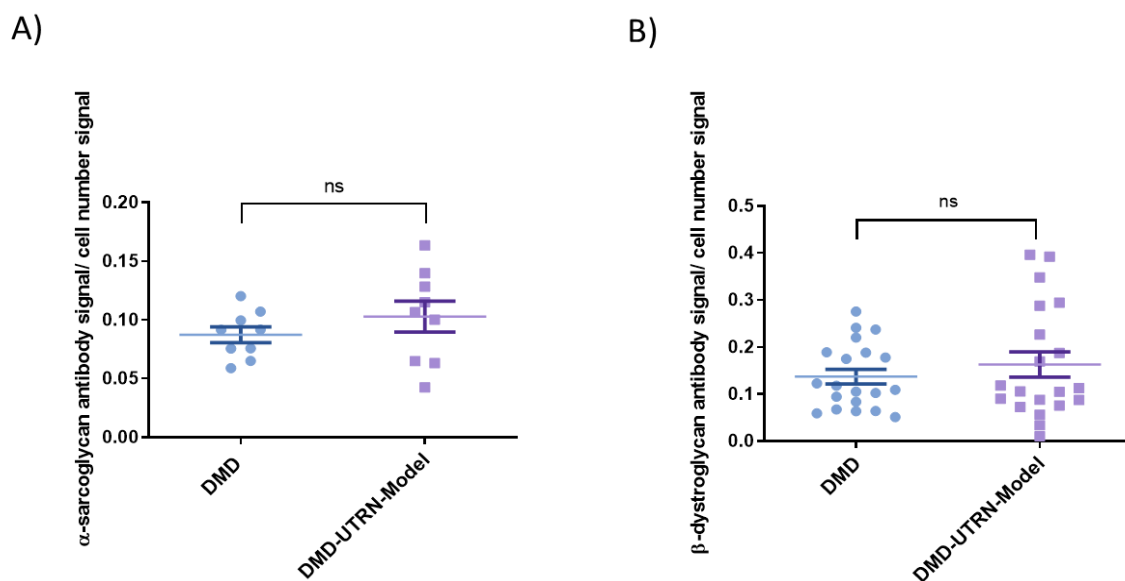 A)
α-sarcoglycan antibody signal/ cell number signal
0.20
0.15
0.10
0.05
0.00
ns
DMD
DMD-UTRN-Model
B)
β-dystroglycan antibody signal/ cell number signal
0.5
0.4
0.3
0.2
0.1
0.0
ns
DMD
DMD-UTRN-Model